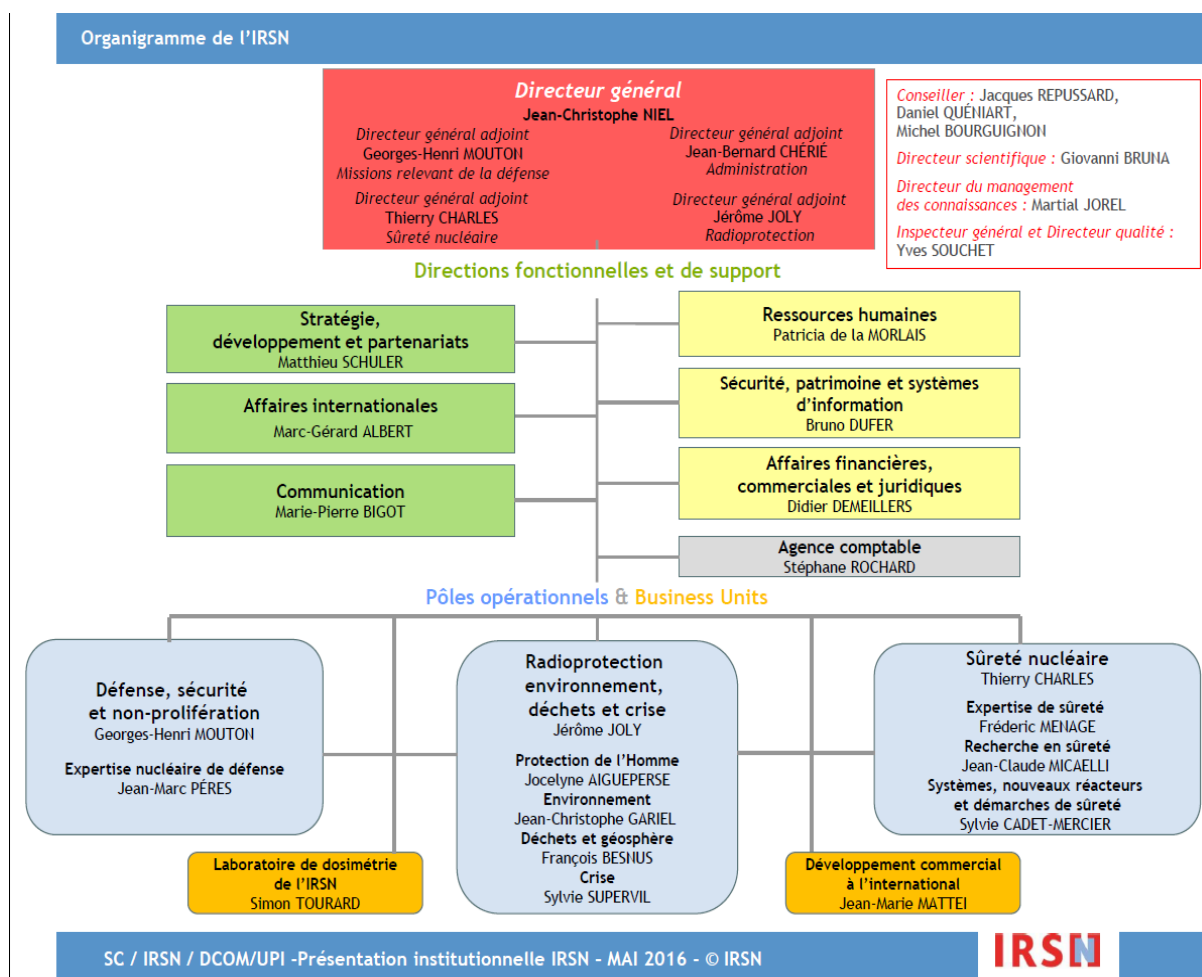 Organigramme de l'IRSN
Directeur général
Jean-Christophe NIEL
Directeur général adjoint
Georges-Henri MOUTON
Missions relevant de la défense
Directeur général adjoint
Jean-Bernard CHÉRIÉ
Administration
Directeur général adjoint
Thierry CHARLES
Sûreté nucléaire
Directeur général adjoint
Jérôme JOLY
Radioprotection
Conseiller : Jacques REPUSSARD,
Daniel QUÉNIART,
Michel BOURGUIGNON
Directeur scientifique : Giovanni BRUNA
Directeur du management
des connaissances : Martial JOREL
Inspecteur général et Directeur qualité :
Yves SOUCHET
Directions fonctionnelles et de support
Stratégie,
développement et partenariats
Matthieu SCHULER
Ressources humaines
Patricia de la MORLAIS
Affaires internationales
Marc-Gérard ALBERT
Sécurité, patrimoine et systèmes
d'information
Bruno DUFER
Communication
Marie-Pierre BIGOT
Affaires financières,
commerciales et juridiques
Didier DEMEILLERS
Agence comptable
Stéphane ROCHARD
Pôles opérationnels & Business Units
Défense, sécurité
et non-prolifération
Georges-Henri MOUTON
Expertise nucléaire de défense
Jean-Marc PÉRES
Radioprotection
environnement,
déchets et crise
Jérôme JOLY
Protection de l'Homme
Jocelyne AIGUEPERSE
Environnement
Jean-Christophe GARIEL
Déchets et géosphère
François BESNUS
Crise
Sylvie SUPERVIL
Sûreté nucléaire
Thierry CHARLES
Expertise de sûreté
Fréderic MENAGE
Recherche en sûreté
Jean-Claude MICAELLI
Systèmes, nouveaux réacteurs
et démarches de sûreté
Sylvie CADET-MERCIER
Laboratoire de dosimétrie
de l'IRSN
Simon TOURARD
Développement commercial
à l'international
Jean-Marie MATTEI
SC / IRSN / DCOM/UPI -Présentation institutionnelle IRSN - MAI 2016 - © IRSN
IRSN